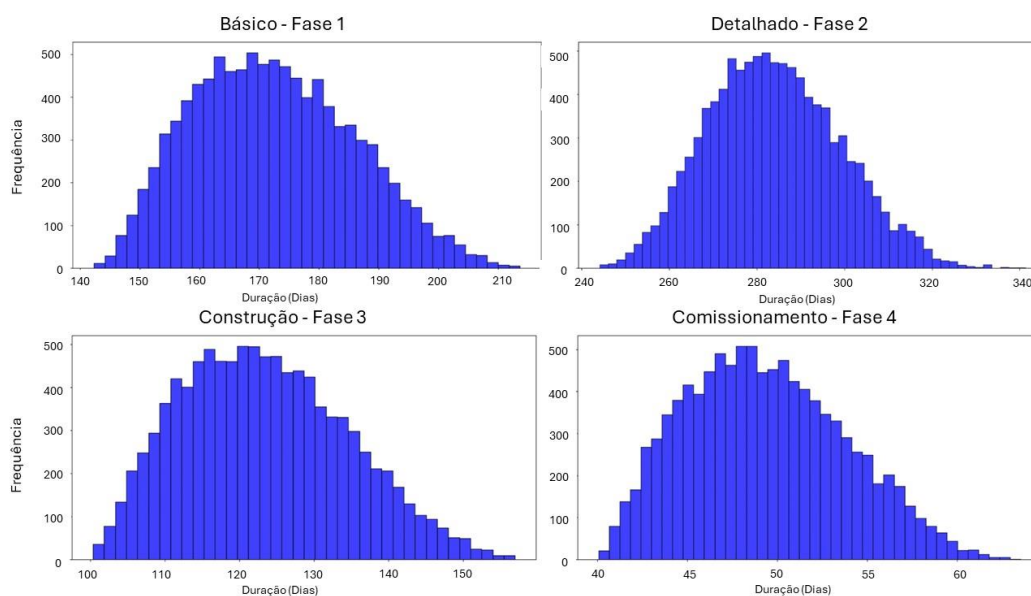 Básico - Fase 1
500
400
300
200
100
0
Frequência
140 150 160 170 180 190 200 210
Duração (Dias)
Detalhado - Fase 2
500
400
300
200
100
0
240 260 280 300 320 340
Duração (Dias)
Construção - Fase 3
500
400
300
200
100
0
Frequência
100 110 120 130 140 150
Duração (Dias)
Comissionamento - Fase 4
500
400
300
200
100
0
40 45 50 55 60
Duração (Dias)